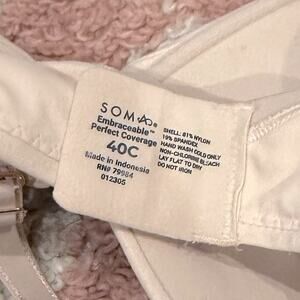 SOMA
Embraceable™
Perfect Coverage
40C
Made in Indonesia
RN# 79984
012305
SHELL: 81% NYLON
19% SPANDEX
HAND WASH COLD ONLY
NON-CHLORINE BLEACH
LAY FLAT TO DRY
DO NOT IRON